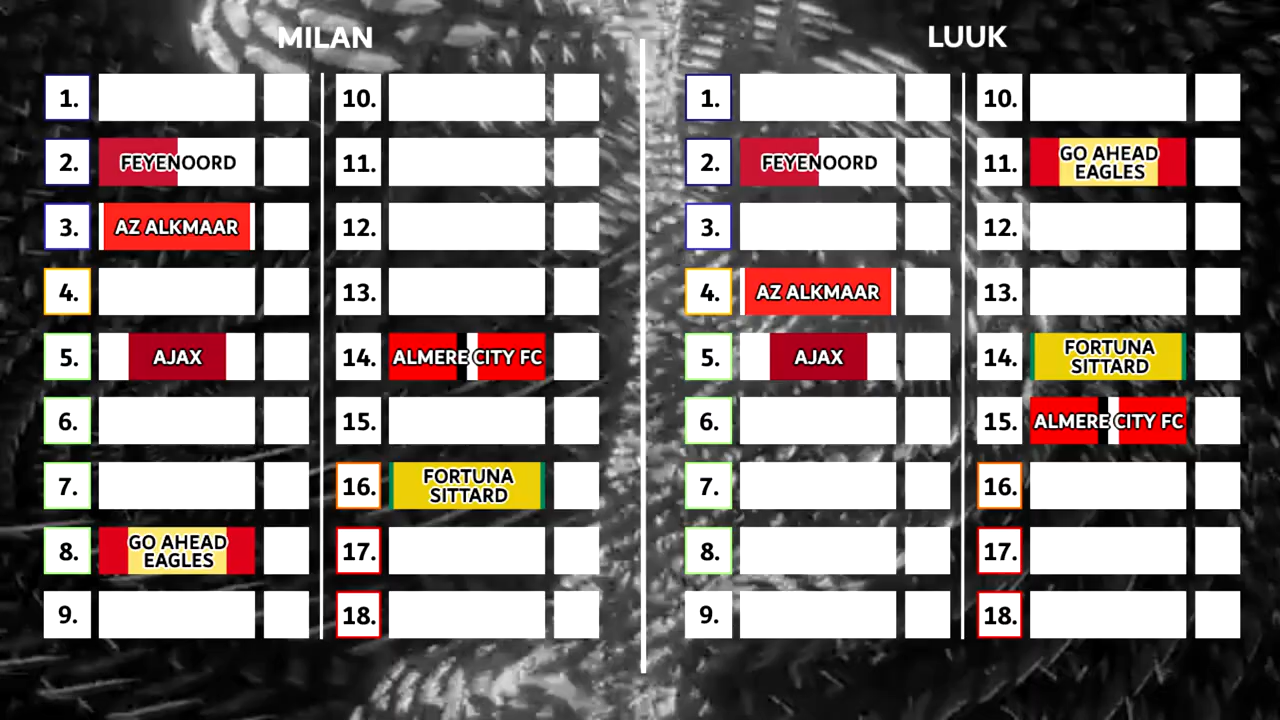 MILAN
1.
2. FEYENOORD
3. AZ ALKMAAR
4.
5. AJAX
6.
7.
8. GO AHEAD
EAGLES
9.
10.
11.
12.
13.
14. ALMERE CITY FC
15.
16. FORTUNA
SITTARD
17.
18.
LUUK
1.
2. FEYENOORD
3.
4. AZ ALKMAAR
5. AJAX
6.
7.
8.
9.
10.
11. GO AHEAD
EAGLES
12.
13.
14. FORTUNA
SITTARD
15. ALMERE CITY FC
16.
17.
18.